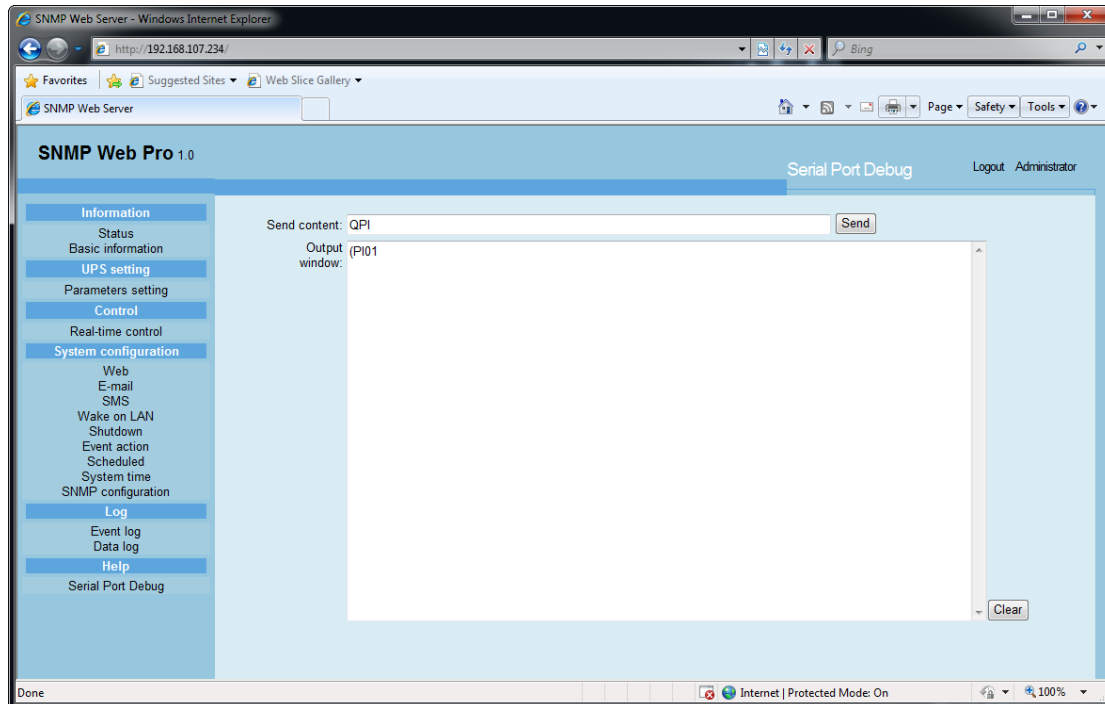 SNMP Web Server - Windows Internet Explorer
http://192.168.107.234/
Bing
Favorites Suggested Sites Web Slice Gallery
SNMP Web Server
Page Safety Tools
SNMP Web Pro 1.0
Serial Port Debug
Logout Administrator
Information
Status
Basic information
UPS setting
Parameters setting
Control
Real-time control
System configuration
Web
E-mail
SMS
Wake on LAN
Shutdown
Event action
Scheduled
System time
SNMP configuration
Log
Event log
Data log
Help
Serial Port Debug
Send content: QPI Send
Output window:
(PI01
Clear
Done
Internet | Protected Mode: On
100%